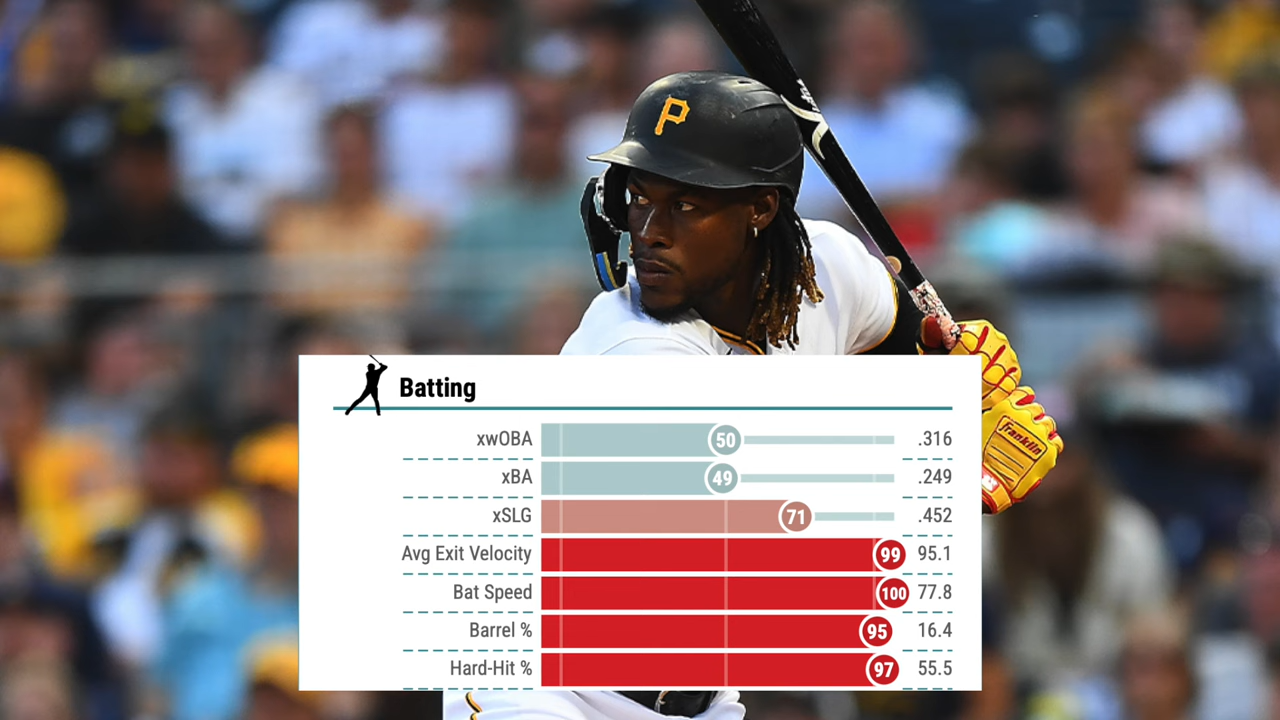 P
Franklin
Batting
xwOBA 50 .316
xBA 49 .249
xSLG 71 .452
Avg Exit Velocity 99 95.1
Bat Speed 100 77.8
Barrel % 95 16.4
Hard-Hit % 97 55.5